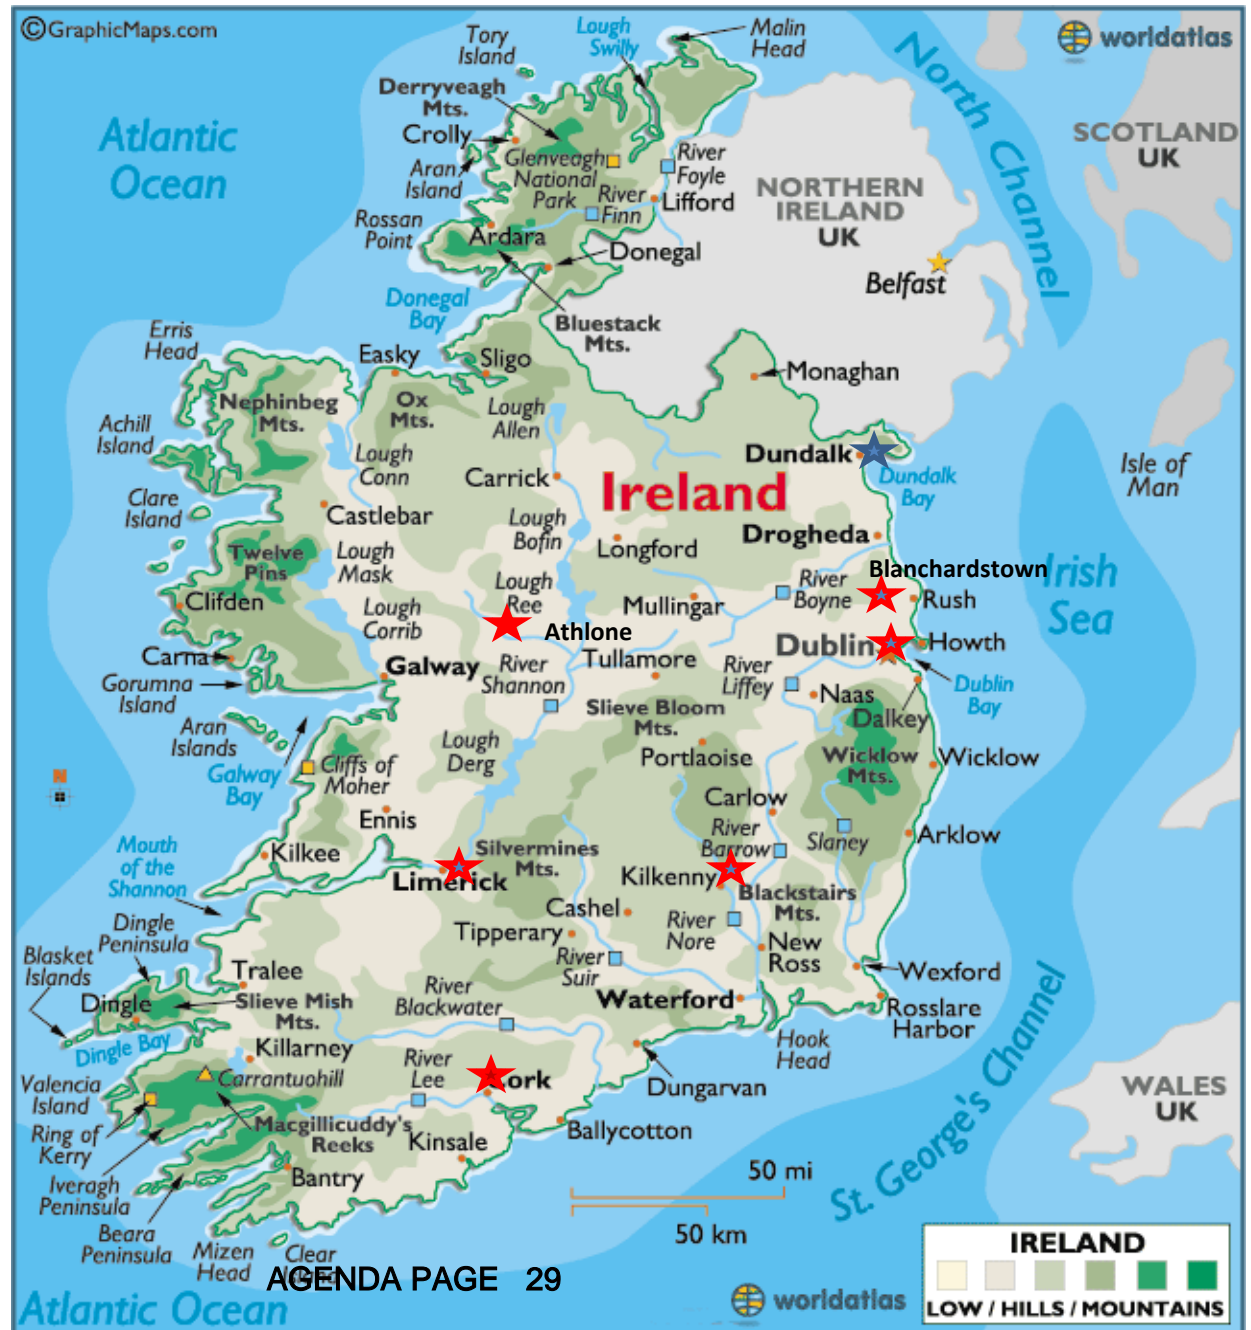 ©GraphicMaps.com
worldatlas
Tory
Island
Lough
Swilly
Malin
Head
North Channel
Derryveagh
Mts.
Crolly
Atlantic
Ocean
SCOTLAND
UK
Aran
Island
Glenveagh
National
Park
River
Foyle
River
Finn
Lifford
NORTHERN
IRELAND
UK
Rossan
Point
Ardara
Donegal
Belfast
Donegal
Bay
Bluestack
Mts.
Erris
Head
Easky
Sligo
Monaghan
Nephinbeg
Mts.
Ox
Mts.
Lough
Allen
Achill
Island
Lough
Conn
Carrick
Dundalk
Dundalk
Bay
Isle of
Man
Ireland
Clare
Island
Castlebar
Lough
Bofin
Longford
Drogheda
Twelve
Pins
Lough
Mask
Lough
Ree
Blanchardstown
Irish
Sea
River
Boyne
Rush
Clifden
Lough
Corrib
Mullingar
Athlone
Dublin
Howth
Carna
Galway
River
Shannon
Tullamore
River
Liffey
Dublin
Bay
Gorumna
Island
Naas
Dalkey
Aran
Islands
Slieve Bloom
Mts.
Lough
Derg
Portlaoise
Wicklow
Mts.
Wicklow
N
Galway
Bay
Cliffs of
Moher
Carlow
Ennis
River
Barrow
Slaney
Arklow
Mouth
of the
Shannon
Kilkee
Silvermines
Mts.
Limerick
Kilkenny
Blackstairs
Mts.
Cashel
Dingle
Peninsula
Tipperary
River
Nore
New
Ross
Blasket
Islands
Tralee
River
Suir
Wexford
Dingle
Slieve Mish
Mts.
River
Blackwater
Waterford
Rosslare
Harbor
Dingle Bay
Killarney
Hook
Head
River
Lee
Cork
Dungarvan
Valencia
Island
Carrantuohill
WALES
UK
Ring of
Kerry
Macgillicuddy's
Reeks
Kinsale
Ballycotton
Iveragh
Peninsula
Bantry
50 mi
St. George's Channel
Beara
Peninsula
50 km
Mizen
Head
Clear
Island
AGENDA PAGE 29
IRELAND
LOW / HILLS / MOUNTAINS
Atlantic Ocean
worldatlas